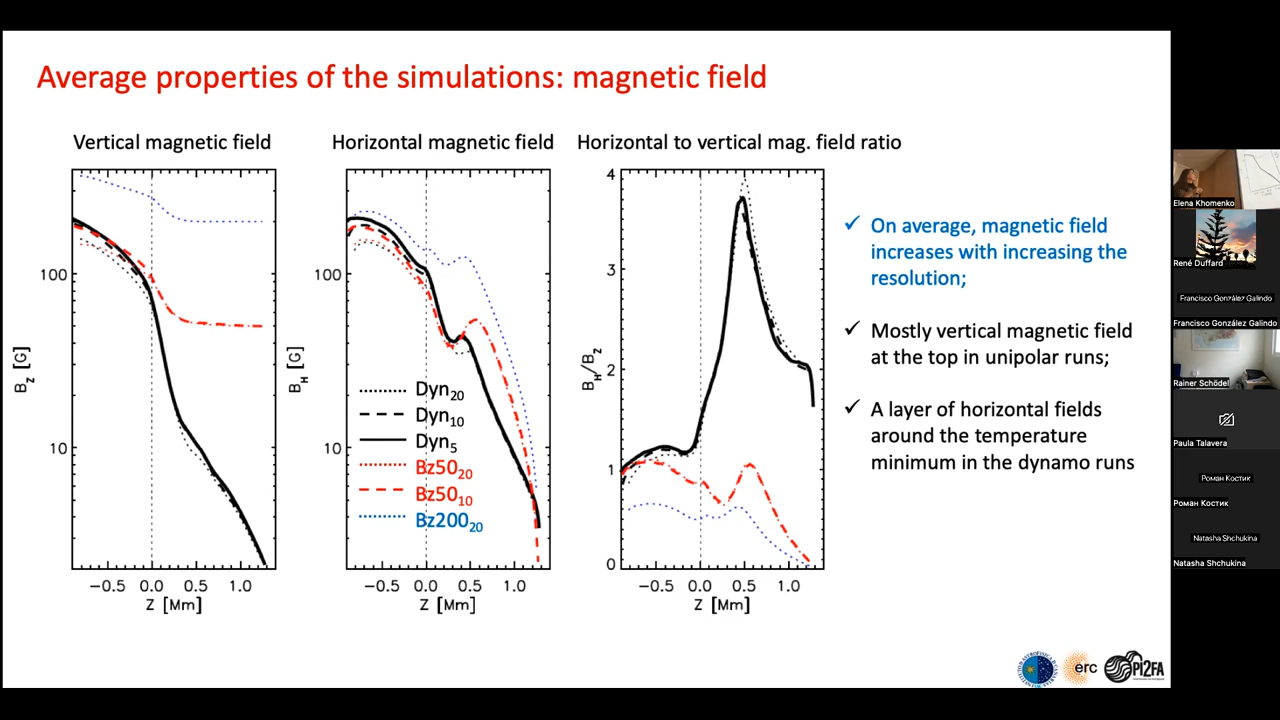 Average properties of the simulations: magnetic field
Vertical magnetic field
Horizontal magnetic field
Horizontal to vertical mag. field ratio
100
10
B_Z [G]
−0.5 0.0 0.5 1.0
Z [Mm]
100
10
B_H [G]
−0.5 0.0 0.5 1.0
Z [Mm]
Dyn20
Dyn10
Dyn5
Bz5020
Bz5010
Bz20020
4
3
2
1
0
B_H/B_Z
−0.5 0.0 0.5 1.0
Z [Mm]
✓ On average, magnetic field
increases with increasing the
resolution;
✓ Mostly vertical magnetic field
at the top in unipolar runs;
✓ A layer of horizontal fields
around the temperature
minimum in the dynamo runs
erc
PI2FA
Elena Khomenko
René Duffard
Francisco González Galindo
Francisco González Galindo
Rainer Schödel
Paula Talavera
Роман Костик
Роман Костик
Natasha Shchukina
Natasha Shchukina